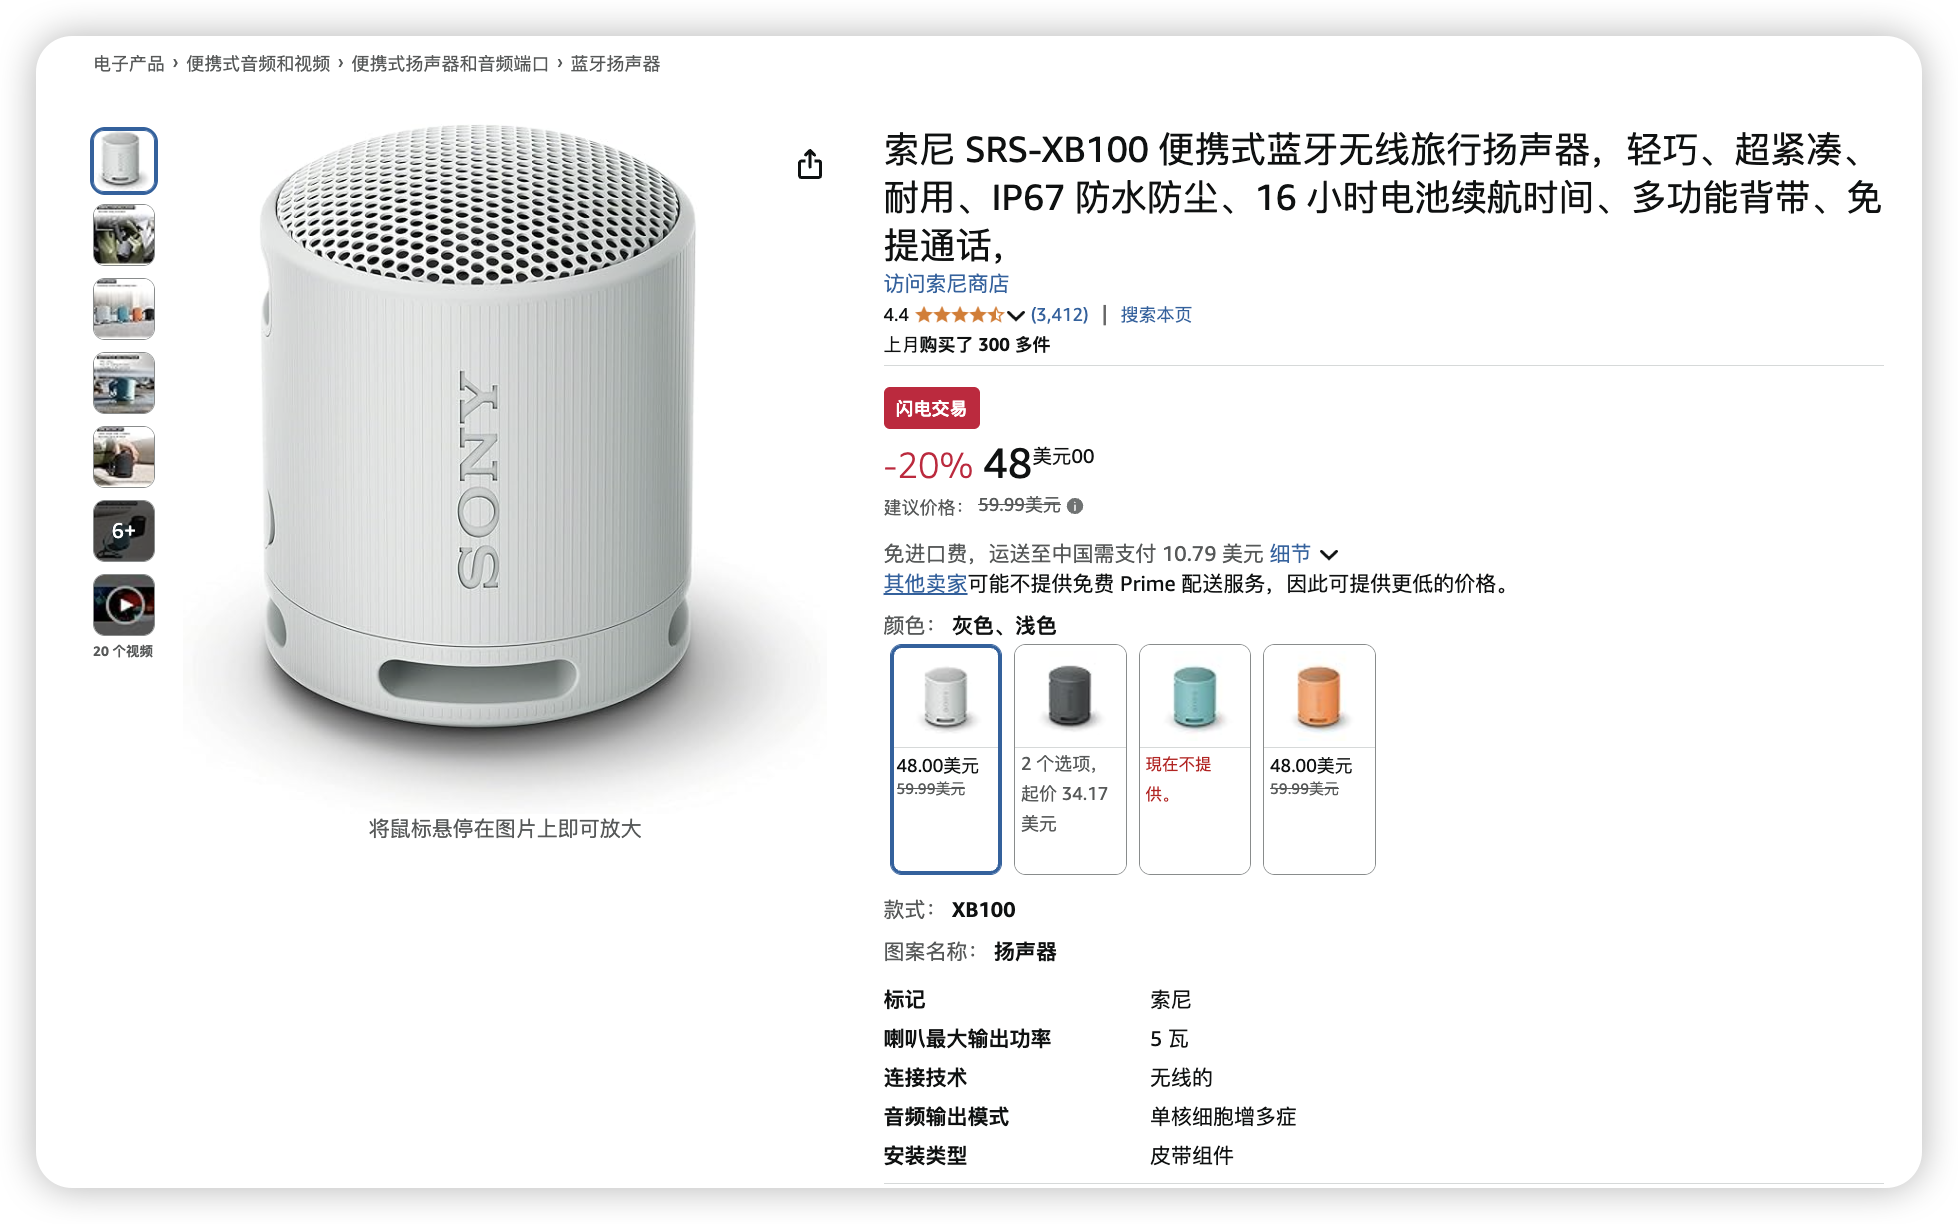 电子产品 › 便携式音频和视频 › 便携式扬声器和音频端口 › 蓝牙扬声器
SONY
6+
20 个视频
将鼠标悬停在图片上即可放大
索尼 SRS-XB100 便携式蓝牙无线旅行扬声器，轻巧、超紧凑、
耐用、IP67 防水防尘、16 小时电池续航时间、多功能背带、免
提通话，
访问索尼商店
4.4 (3,412) | 搜索本页
上月购买了 300 多件
闪电交易
-20% 48美元00
建议价格： 59.99美元
免进口费，运送至中国需支付 10.79 美元 细节
其他卖家可能不提供免费 Prime 配送服务，因此可提供更低的价格。
颜色： 灰色、浅色
48.00美元
59.99美元
2 个选项，
起价 34.17
美元
現在不提
供。
48.00美元
59.99美元
款式： XB100
图案名称： 扬声器
标记 索尼
喇叭最大输出功率 5 瓦
连接技术 无线的
音频输出模式 单核细胞增多症
安装类型 皮带组件